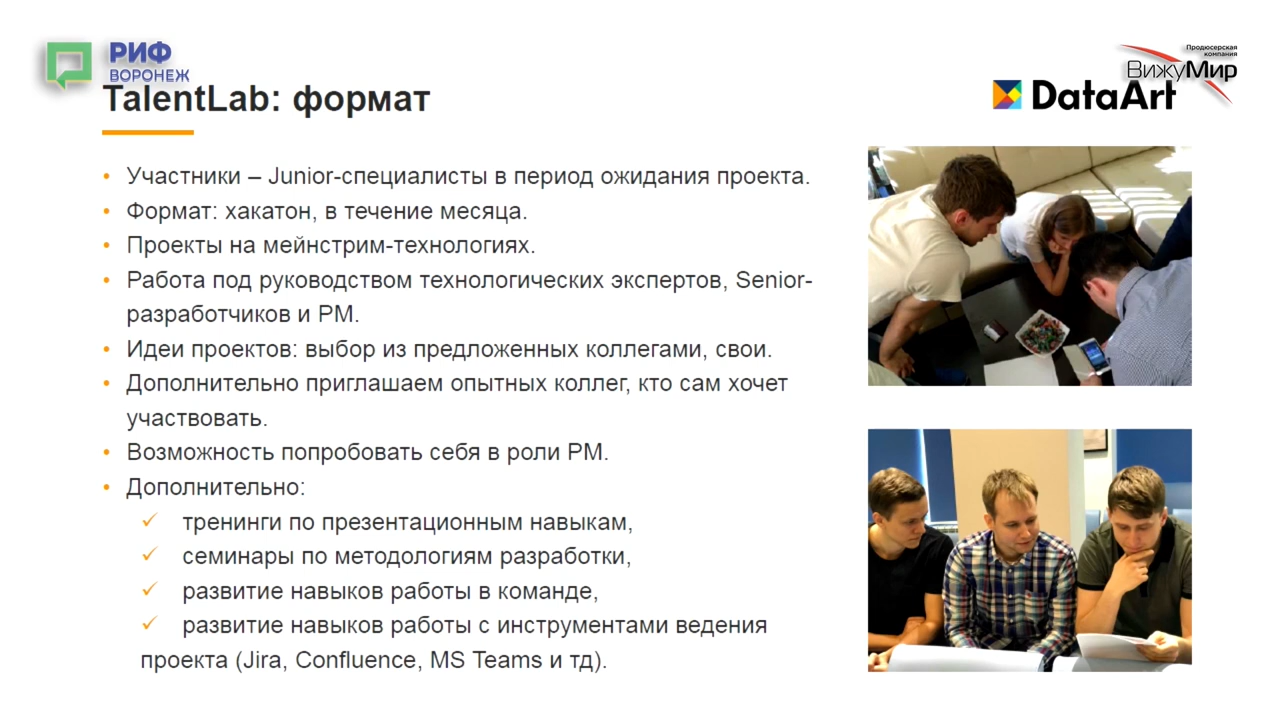 РИФ
ВОРОНЕЖ
Продюсерская
компания
ВижуМир
TalentLab: формат
DataArt
• Участники – Junior-специалисты в период ожидания проекта.
• Формат: хакатон, в течение месяца.
• Проекты на мейнстрим-технологиях.
• Работа под руководством технологических экспертов, Senior-
разработчиков и PM.
• Идеи проектов: выбор из предложенных коллегами, свои.
• Дополнительно приглашаем опытных коллег, кто сам хочет
участвовать.
• Возможность попробовать себя в роли PM.
• Дополнительно:
✓ тренинги по презентационным навыкам,
✓ семинары по методологиям разработки,
✓ развитие навыков работы в команде,
✓ развитие навыков работы с инструментами ведения
проекта (Jira, Confluence, MS Teams и тд).